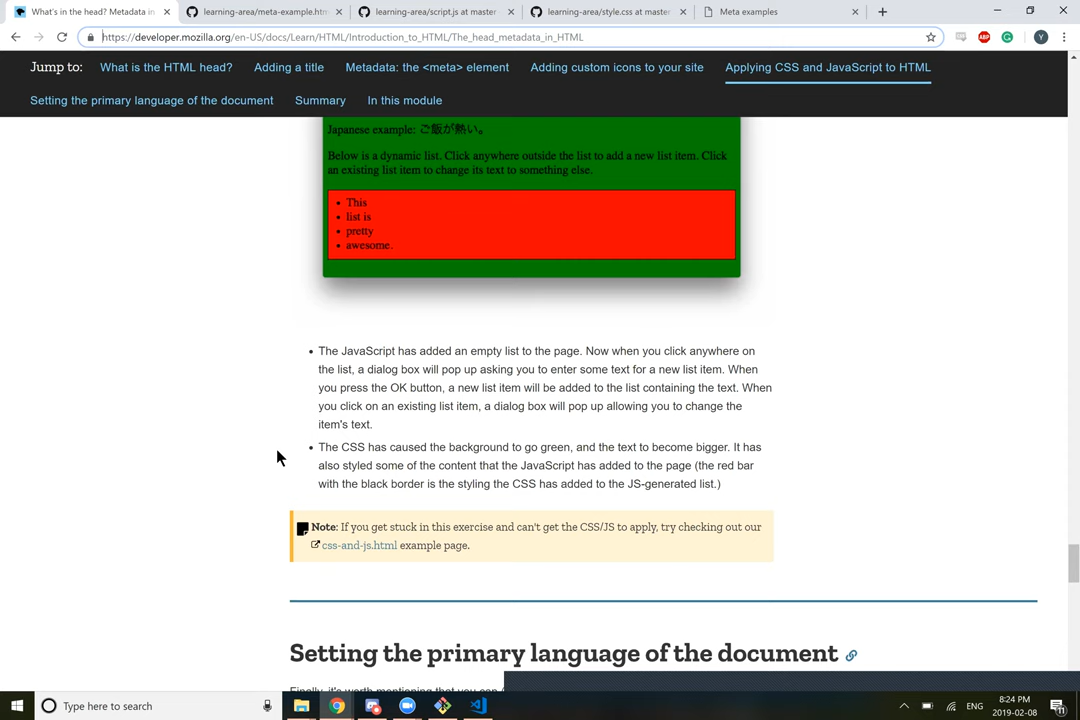 What's in the head? Metadata in
learning-area/meta-example.htm
learning-area/script.js at master
learning-area/style.css at master
Meta examples
https://developer.mozilla.org/en-US/docs/Learn/HTML/Introduction_to_HTML/The_head_metadata_in_HTML
ABP
Y
Jump to:
What is the HTML head?
Adding a title
Metadata: the <meta> element
Adding custom icons to your site
Applying CSS and JavaScript to HTML
Setting the primary language of the document
Summary
In this module
Japanese example: ご飯が熱い。
Below is a dynamic list. Click anywhere outside the list to add a new list item. Click
an existing list item to change its text to something else.
• This
• list is
• pretty
• awesome.
• The JavaScript has added an empty list to the page. Now when you click anywhere on
the list, a dialog box will pop up asking you to enter some text for a new list item. When
you press the OK button, a new list item will be added to the list containing the text. When
you click on an existing list item, a dialog box will pop up allowing you to change the
item's text.
• The CSS has caused the background to go green, and the text to become bigger. It has
also styled some of the content that the JavaScript has added to the page (the red bar
with the black border is the styling the CSS has added to the JS-generated list.)
Note: If you get stuck in this exercise and can't get the CSS/JS to apply, try checking out our
css-and-js.html example page.
Setting the primary language of the document
Finally, it's worth mentioning that you can (
Type here to search
ENG
8:24 PM
2019-02-08